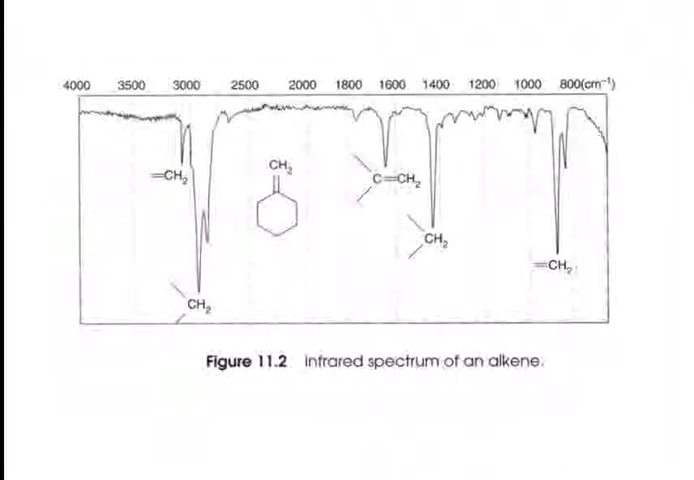 4000 3500 3000 2500 2000 1800 1600 1400 1200 1000 800(cm⁻¹)
CH₂
=CH₂
C=CH₂
CH₂
=CH₂
CH₂
Figure 11.2 Infrared spectrum of an alkene.